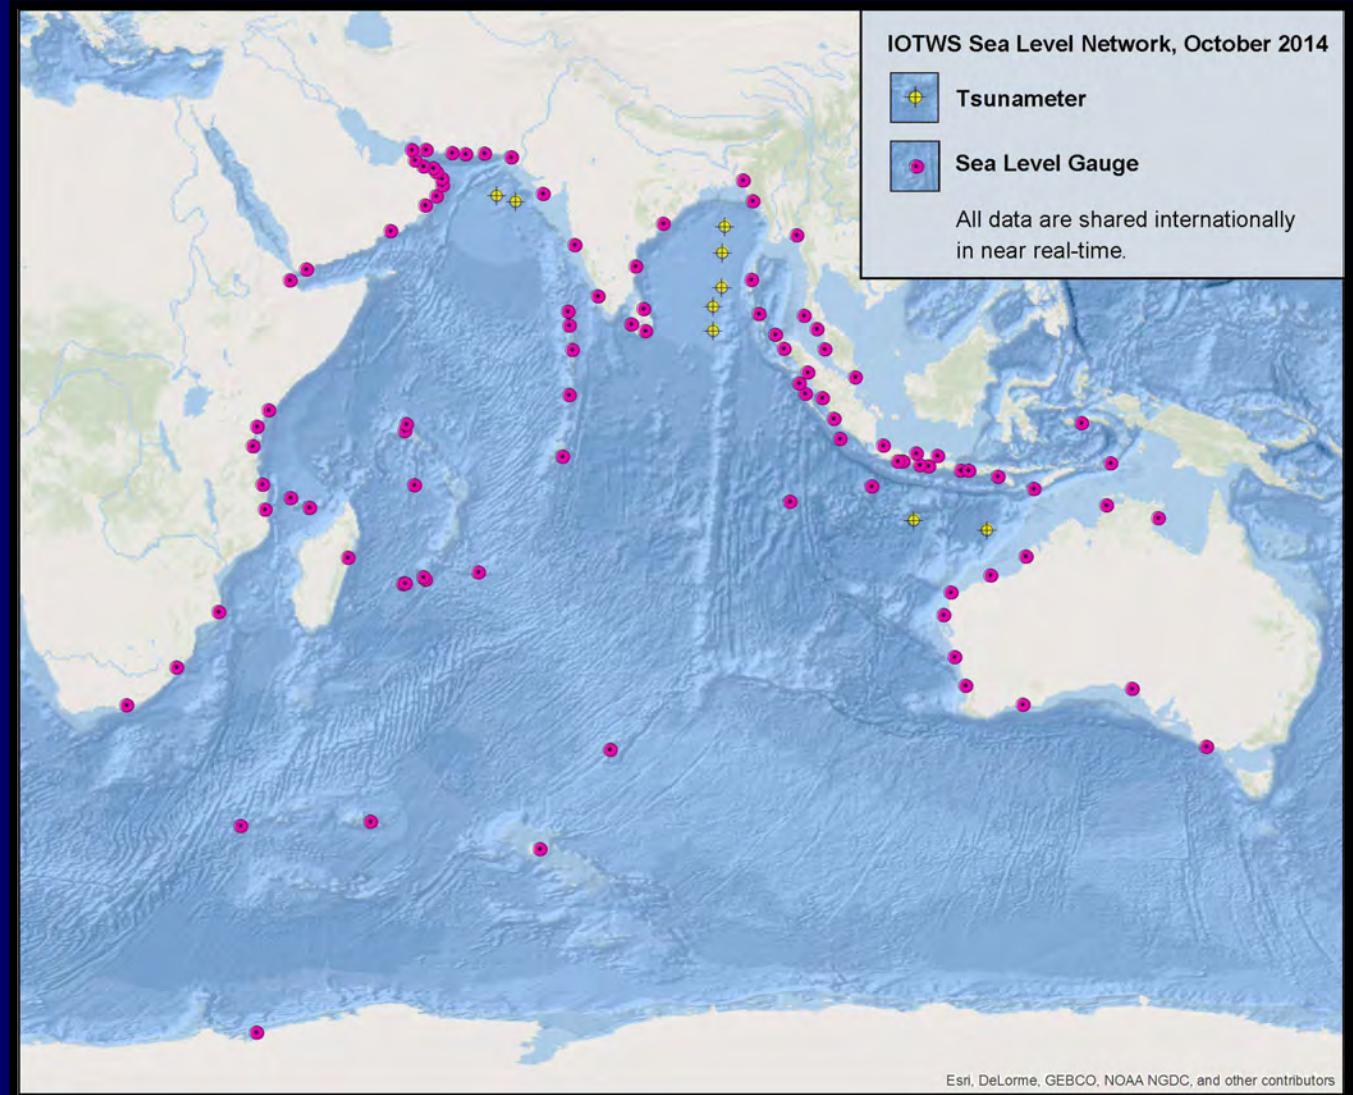 IOTWS Sea Level Network, October 2014
Tsunameter
Sea Level Gauge
All data are shared internationally
in near real-time.
Esri, DeLorme, GEBCO, NOAA NGDC, and other contributors